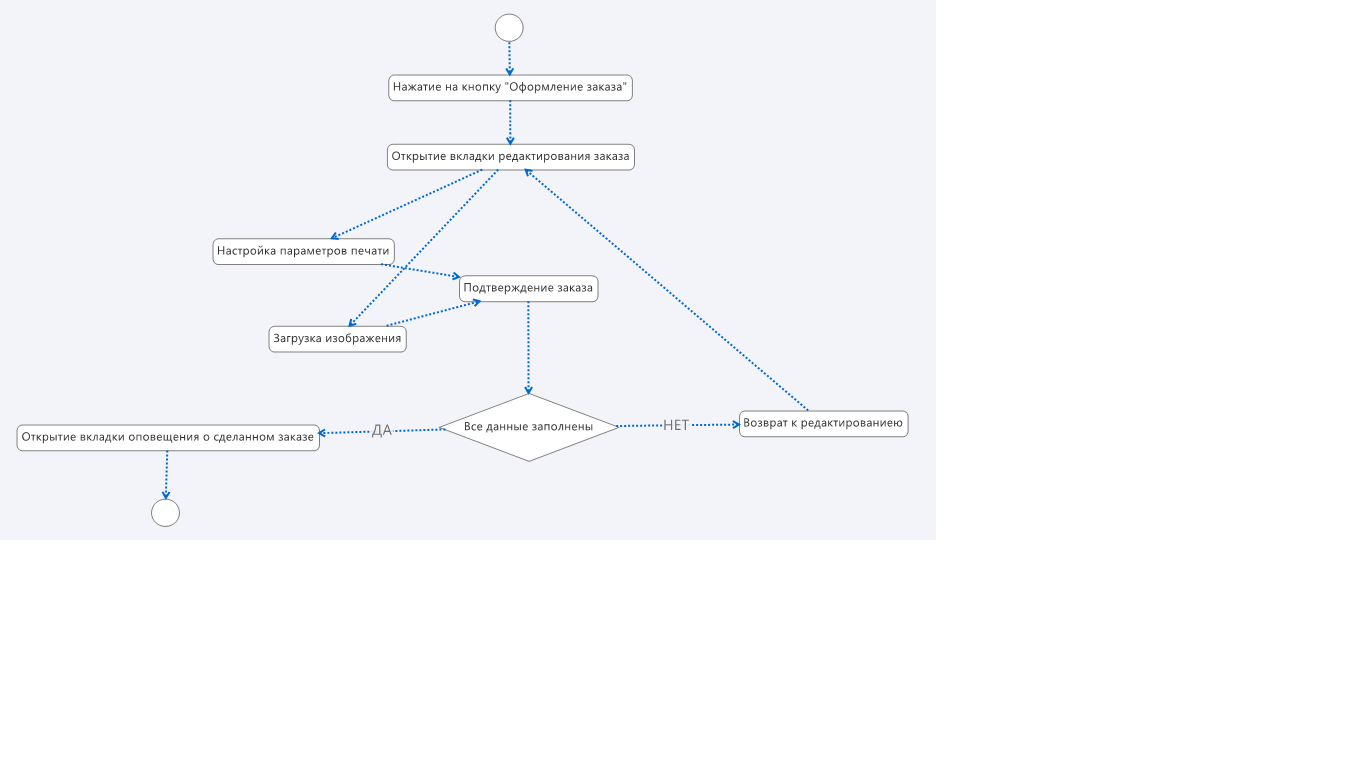 Нажатие на кнопку "Оформление заказа"
Открытие вкладки редактирования заказа
Настройка параметров печати
Подтверждение заказа
Загрузка изображения
Все данные заполнены
ДА
НЕТ
Возврат к редактированиею
Открытие вкладки оповещения о сделанном заказе